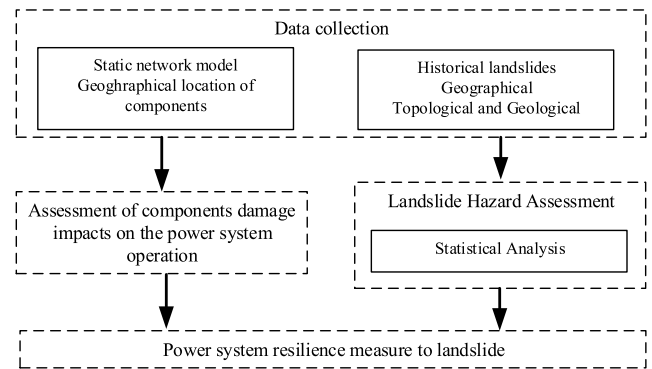 Data collection
Static network model
Geoghraphical location of
components
Historical landslides
Geographical
Topological and Geological
Assessment of components damage
impacts on the power system
operation
Landslide Hazard Assessment
Statistical Analysis
Power system resilience measure to landslide